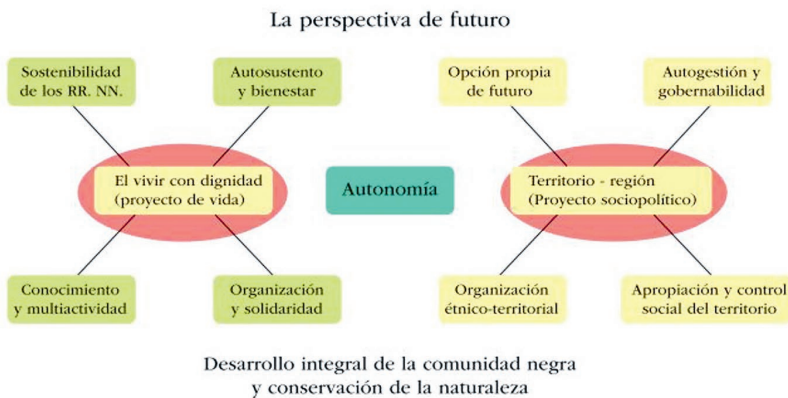 La perspectiva de futuro
Sostenibilidad
de los RR. NN.
Autosustento
y bienestar
Opción propia
de futuro
Autogestión y
gobernabilidad
El vivir con dignidad
(proyecto de vida)
Autonomía
Territorio - región
(Proyecto sociopolítico)
Conocimiento
y multiactividad
Organización
y solidaridad
Organización
étnico-territorial
Apropiación y control
social del territorio
Desarrollo integral de la comunidad negra
y conservación de la naturaleza